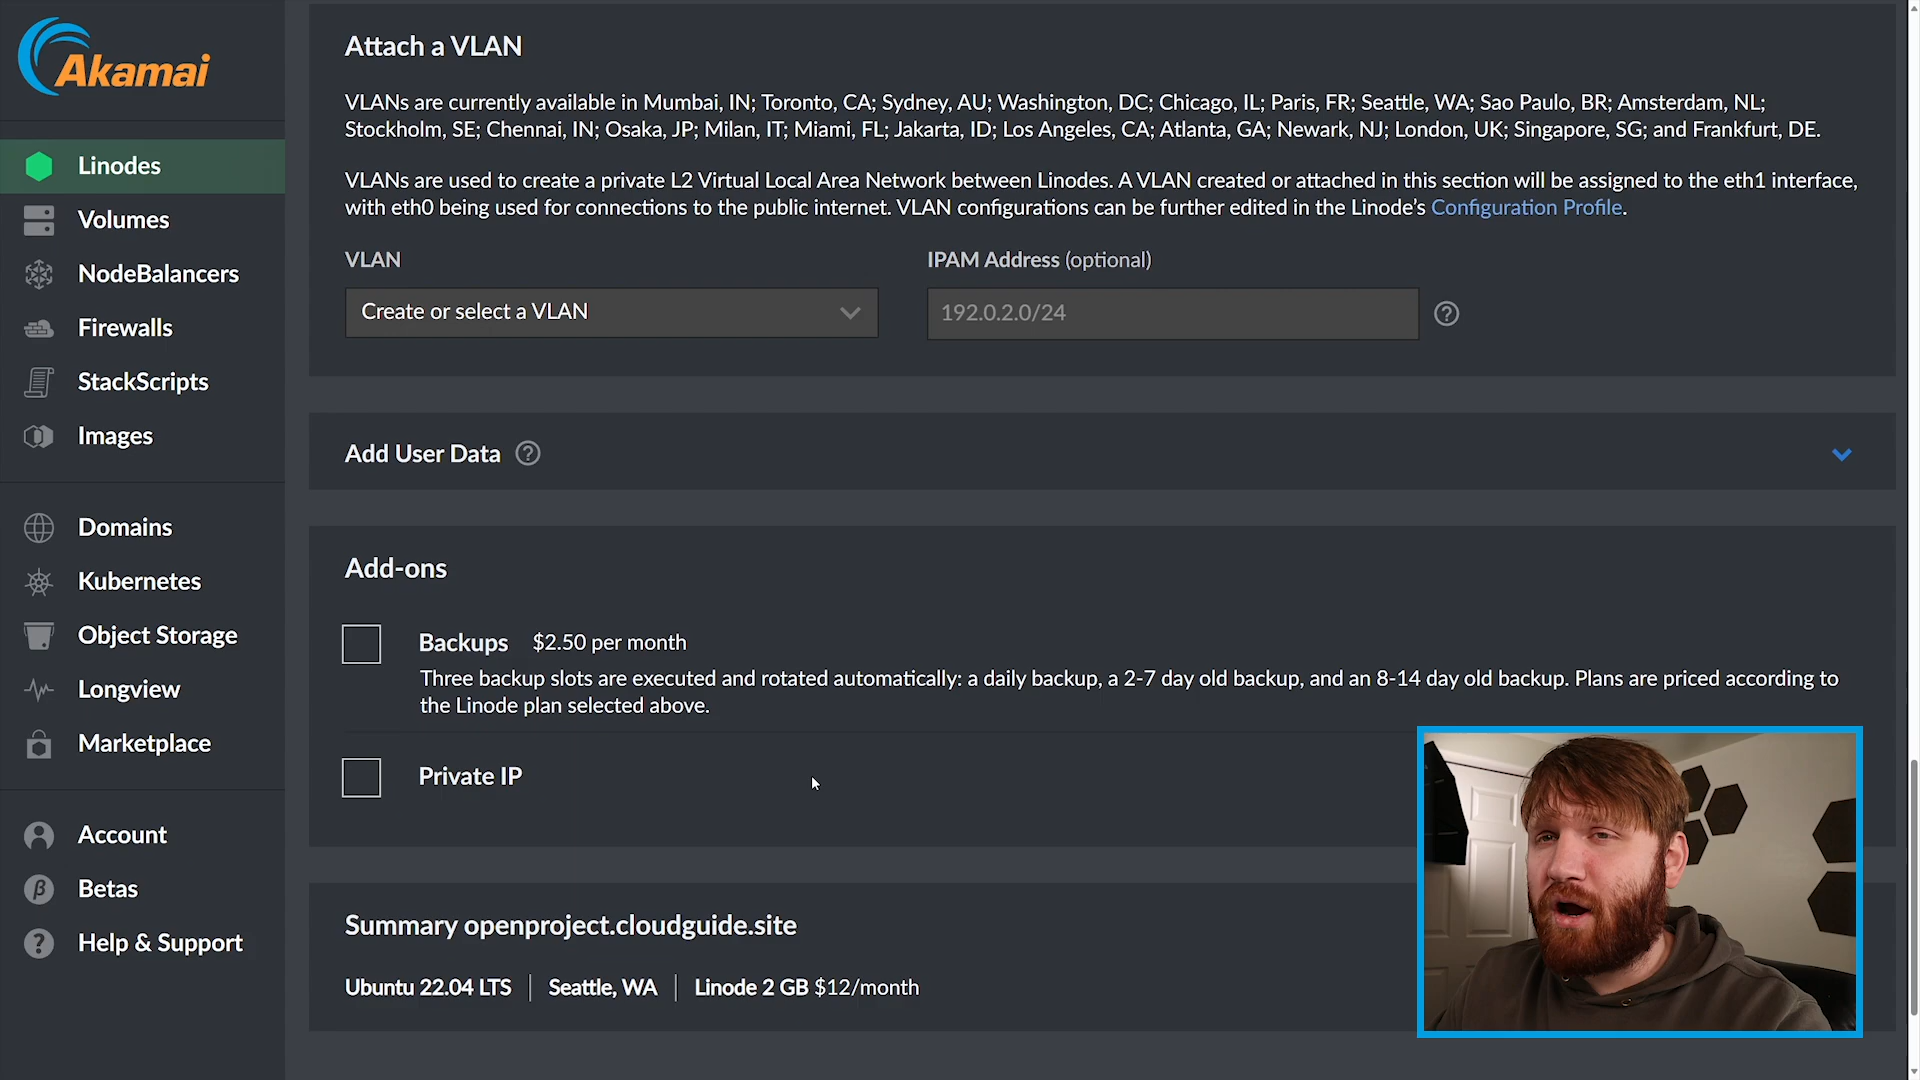 Akamai
Linodes
Volumes
NodeBalancers
Firewalls
StackScripts
Images
Domains
Kubernetes
Object Storage
Longview
Marketplace
Account
β
Betas
?
Help & Support
Attach a VLAN
VLANs are currently available in Mumbai, IN; Toronto, CA; Sydney, AU; Washington, DC; Chicago, IL; Paris, FR; Seattle, WA; Sao Paulo, BR; Amsterdam, NL;
Stockholm, SE; Chennai, IN; Osaka, JP; Milan, IT; Miami, FL; Jakarta, ID; Los Angeles, CA; Atlanta, GA; Newark, NJ; London, UK; Singapore, SG; and Frankfurt, DE.
VLANs are used to create a private L2 Virtual Local Area Network between Linodes. A VLAN created or attached in this section will be assigned to the eth1 interface,
with eth0 being used for connections to the public internet. VLAN configurations can be further edited in the Linode's Configuration Profile.
VLAN
Create or select a VLAN
IPAM Address (optional)
192.0.2.0/24 ?
Add User Data ?
Add-ons
Backups $2.50 per month
Three backup slots are executed and rotated automatically: a daily backup, a 2-7 day old backup, and an 8-14 day old backup. Plans are priced according to
the Linode plan selected above.
Private IP
Summary openproject.cloudguide.site
Ubuntu 22.04 LTS | Seattle, WA | Linode 2 GB $12/month